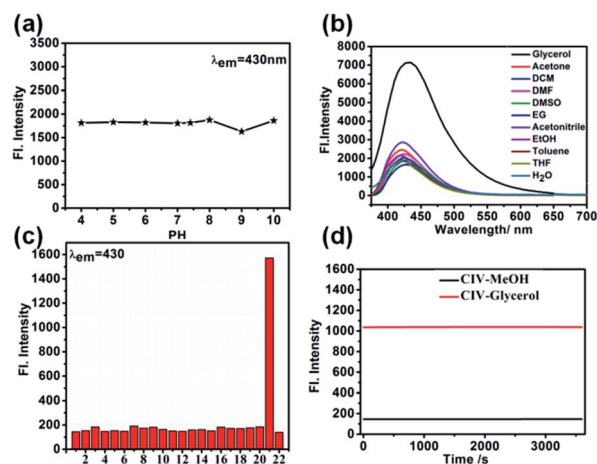 (a)
3500
3000
2500
2000
1500
1000
500
0
Fl. Intensity
λem=430nm
4 5 6 7 8 9 10
PH
(b)
8000
7000
6000
5000
4000
3000
2000
1000
0
Fl. Intensity
Glycerol
Acetone
DCM
DMF
DMSO
EG
Acetonitrile
EtOH
Toluene
THF
H2O
400 450 500 550 600 650 700
Wavelength/ nm
(c)
1600
1400
1200
1000
800
600
400
200
0
Fl. Intensity
λem=430
2 4 6 8 10 12 14 16 18 20 22
(d)
1600
1400
1200
1000
800
600
400
200
0
Fl. Intensity
CIV-MeOH
CIV-Glycerol
0 1000 2000 3000
Time /s